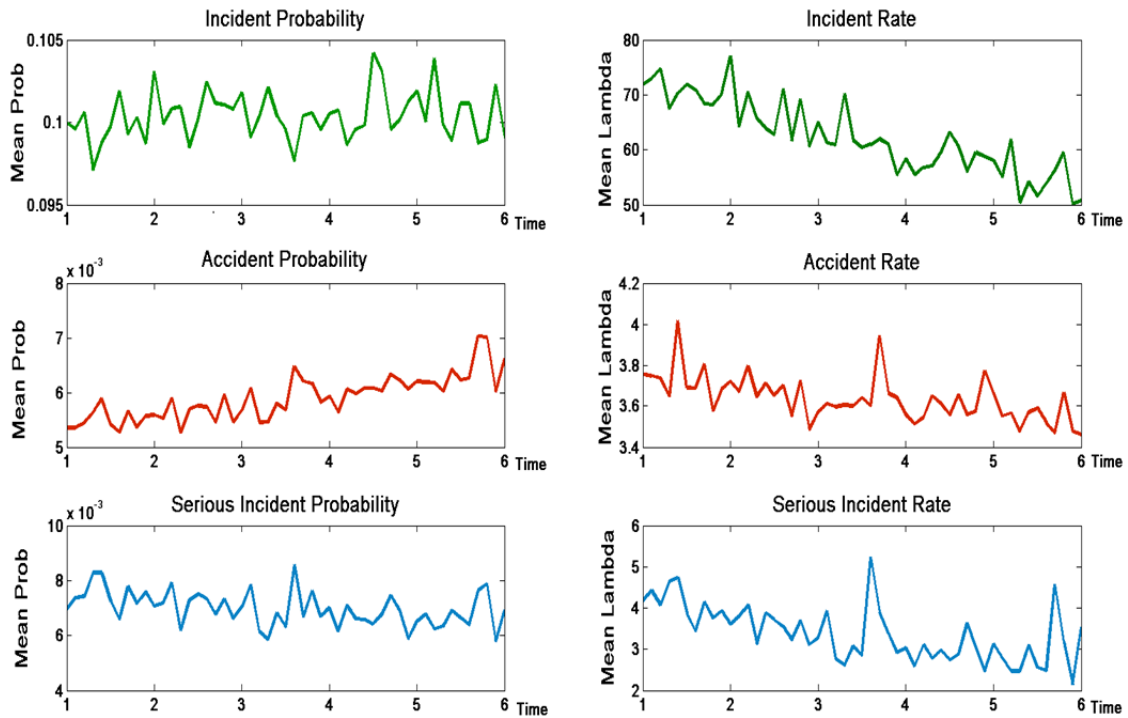 Incident Probability
Mean Prob
0.105
0.1
0.095
1 2 3 4 5 6 Time
Incident Rate
Mean Lambda
80
70
60
50
1 2 3 4 5 6 Time
Accident Probability
x 10⁻³
Mean Prob
8
7
6
5
1 2 3 4 5 6 Time
Accident Rate
Mean Lambda
4.2
4
3.8
3.6
3.4
1 2 3 4 5 6 Time
Serious Incident Probability
x 10⁻³
Mean Prob
10
8
6
4
1 2 3 4 5 6 Time
Serious Incident Rate
Mean Lambda
6
5
4
3
2
1 2 3 4 5 6 Time